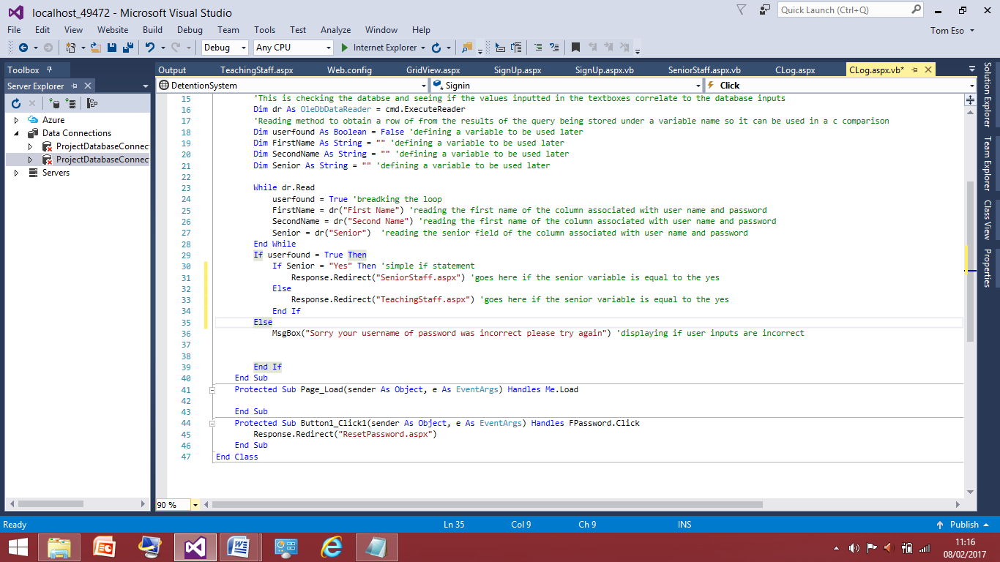 localhost_49472 - Microsoft Visual Studio
Quick Launch (Ctrl+Q)
File Edit View Website Build Debug Team Tools Test Analyze Window Help
Tom Eso
Debug Any CPU Internet Explorer
Toolbox
Output TeachingStaff.aspx Web.config GridView.aspx SignUp.aspx SignUp.aspx.vb SeniorStaff.aspx.vb CLog.aspx CLog.aspx.vb*
Server Explorer
DetentionSystem Signin Click
Azure
Data Connections
ProjectDatabaseConnec
ProjectDatabaseConnec
Servers
15 'This is checking the databse and seeing if the values inputted in the textboxes correlate to the database inputs
16 Dim dr As OleDbDataReader = cmd.ExecuteReader
17 'Reading method to obtain a row of from the results of the query being stored under a variable name so it can be used in a c comparison
18 Dim userfound As Boolean = False 'defining a variable to be used later
19 Dim FirstName As String = "" 'defining a variable to be used later
20 Dim SecondName As String = "" 'defining a variable to be used later
21 Dim Senior As String = "" 'defining a variable to be used later
22
23 While dr.Read
24 userfound = True 'breadking the loop
25 FirstName = dr("First Name") 'reading the first name of the column associated with user name and password
26 SecondName = dr("Second Name") 'reading the first name of the column associated with user name and password
27 Senior = dr("Senior") 'reading the senior field of the column associated with user name and password
28 End While
29 If userfound = True Then
30 If Senior = "Yes" Then 'simple if statement
31 Response.Redirect("SeniorStaff.aspx") 'goes here if the senior variable is equal to the yes
32 Else
33 Response.Redirect("TeachingStaff.aspx") 'goes here if the senior variable is equal to the yes
34 End If
35 Else
36 MsgBox("Sorry your username of password was incorrect please try again") 'displaying if user inputs are incorrect
37
38
39 End If
40 End Sub
41 Protected Sub Page_Load(sender As Object, e As EventArgs) Handles Me.Load
42
43 End Sub
44 Protected Sub Button1_Click1(sender As Object, e As EventArgs) Handles FPassword.Click
45 Response.Redirect("ResetPassword.aspx")
46 End Sub
47 End Class
90 %
Solution Explorer
Team Explorer
Class View
Properties
Ready Ln 35 Col 9 Ch 9 INS Publish
11:16
08/02/2017